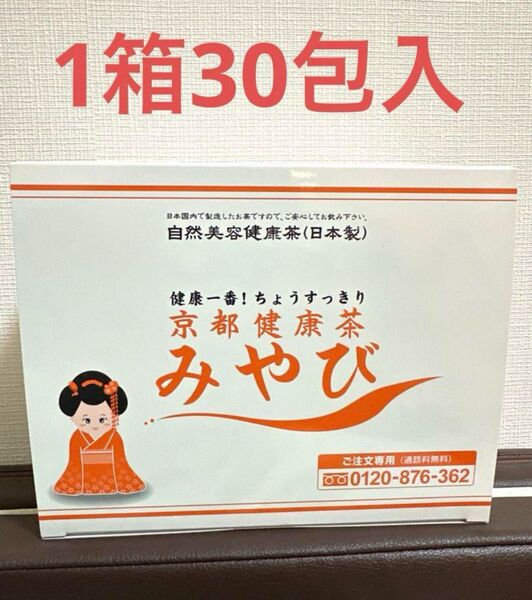 1箱30包入
日本国内で製造したお茶ですので、ご安心してお飲み下さい。
自然美容健康茶(日本製)
健康一番!ちょうすっきり
京都健康茶
みやび
ご注文専用(通話料無料)
0120-876-362